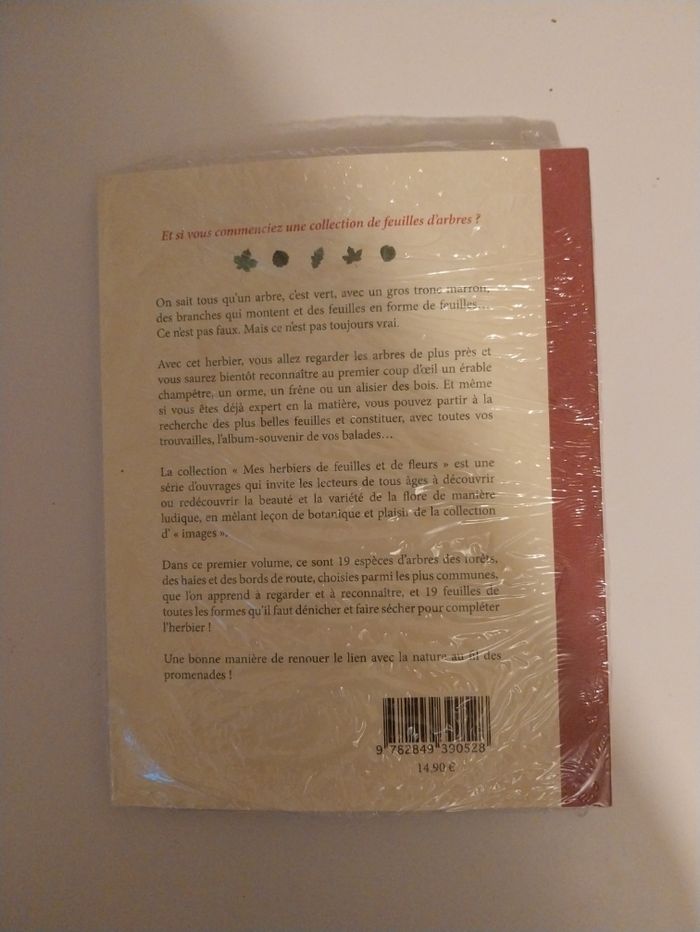 Et si vous commenciez une collection de feuilles d'arbres ?
On sait tous qu'un arbre, c'est vert, avec un gros tronc marron,
des branches qui montent et des feuilles en forme de feuilles…
Ce n'est pas faux. Mais ce n'est pas toujours vrai.
Avec cet herbier, vous allez regarder les arbres de plus près et
vous saurez bientôt reconnaître au premier coup d'œil un érable
champêtre, un orme, un frêne ou un alisier des bois. Et même
si vous êtes déjà expert en la matière, vous pouvez partir à la
recherche des plus belles feuilles et constituer, avec toutes vos
trouvailles, l'album-souvenir de vos balades…
La collection « Mes herbiers de feuilles et de fleurs » est une
série d'ouvrages qui invite les lecteurs de tous âges à découvrir
ou redécouvrir la beauté et la variété de la flore de manière
ludique, en mêlant leçon de botanique et plaisir de la collection
d' « images ».
Dans ce premier volume, ce sont 19 espèces d'arbres des forêts,
des haies et des bords de route, choisies parmi les plus communes,
que l'on apprend à regarder et à reconnaître, et 19 feuilles de
toutes les formes qu'il faut dénicher et faire sécher pour compléter
l'herbier !
Une bonne manière de renouer le lien avec la nature au fil des
promenades !
9 782849 390528
14.90 €